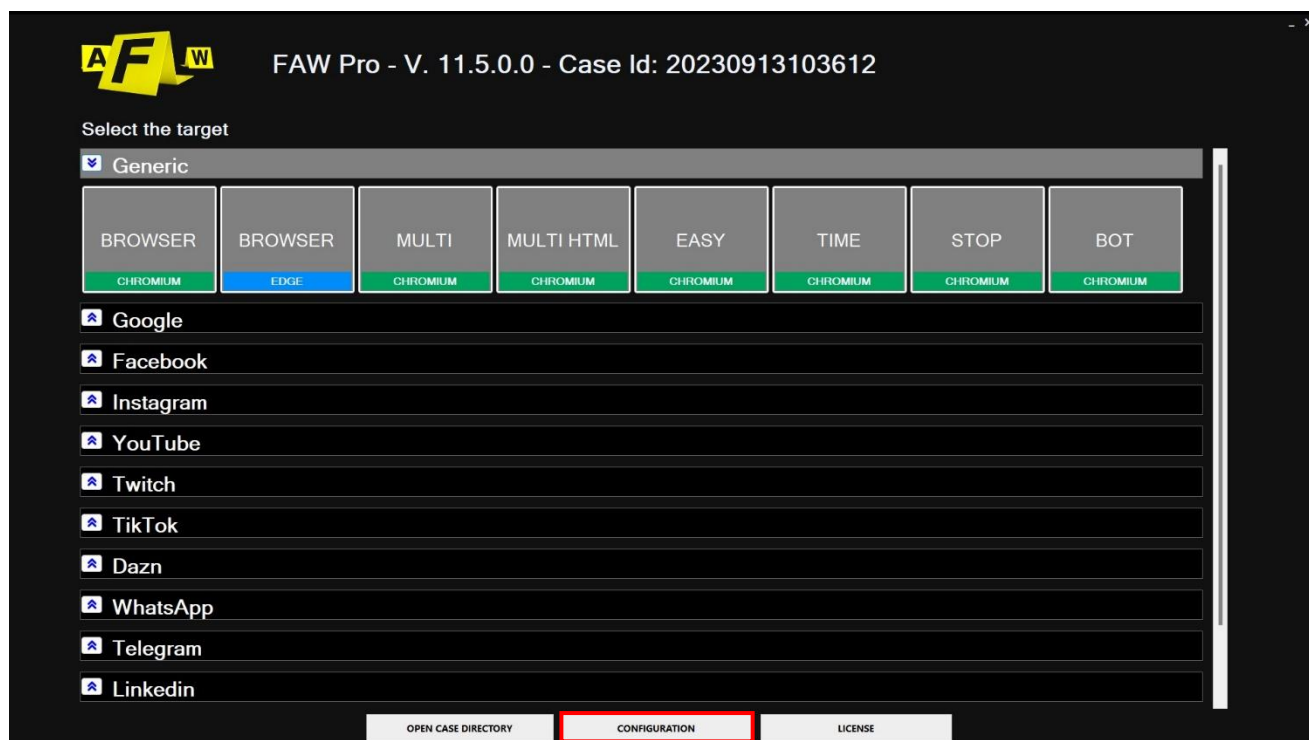 A F W
FAW Pro - V. 11.5.0.0 - Case Id: 20230913103612
Select the target
Generic
BROWSER BROWSER MULTI MULTI HTML EASY TIME STOP BOT
CHROMIUM EDGE CHROMIUM CHROMIUM CHROMIUM CHROMIUM CHROMIUM CHROMIUM
Google
Facebook
Instagram
YouTube
Twitch
TikTok
Dazn
WhatsApp
Telegram
Linkedin
OPEN CASE DIRECTORY CONFIGURATION LICENSE